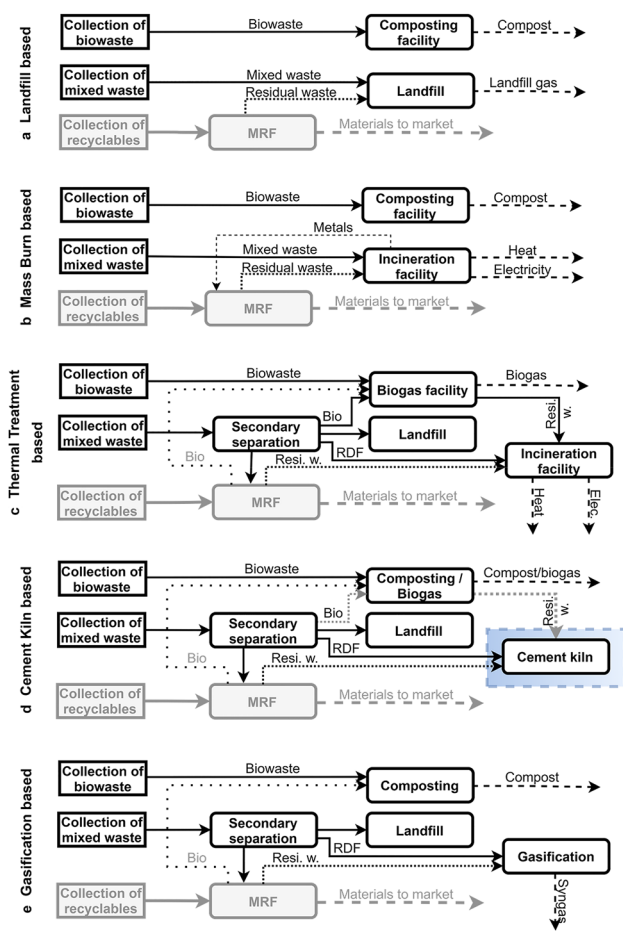 a Landfill based
Collection of
biowaste
Biowaste
Composting
facility
Compost
Collection of
mixed waste
Mixed waste
Residual waste
Landfill
Landfill gas
Collection of
recyclables
MRF
Materials to market
b Mass Burn based
Collection of
biowaste
Biowaste
Composting
facility
Compost
Metals
Collection of
mixed waste
Mixed waste
Residual waste
Incineration
facility
Heat
Electricity
Collection of
recyclables
MRF
Materials to market
c Thermal Treatment
based
Collection of
biowaste
Biowaste
Biogas facility
Biogas
Resi.
w.
Collection of
mixed waste
Secondary
separation
Bio
Landfill
RDF
Incineration
facility
Bio
Resi. w.
Collection of
recyclables
MRF
Materials to market
Heat
Elec.
d Cement Kiln based
Collection of
biowaste
Biowaste
Composting /
Biogas
Compost/biogas
Resi.
w.
Collection of
mixed waste
Secondary
separation
Bio
Landfill
RDF
Cement kiln
Bio
Resi. w.
Collection of
recyclables
MRF
Materials to market
e Gasification based
Collection of
biowaste
Biowaste
Composting
Compost
Collection of
mixed waste
Secondary
separation
Landfill
RDF
Gasification
Bio
Resi. w.
Collection of
recyclables
MRF
Materials to market
Syngas